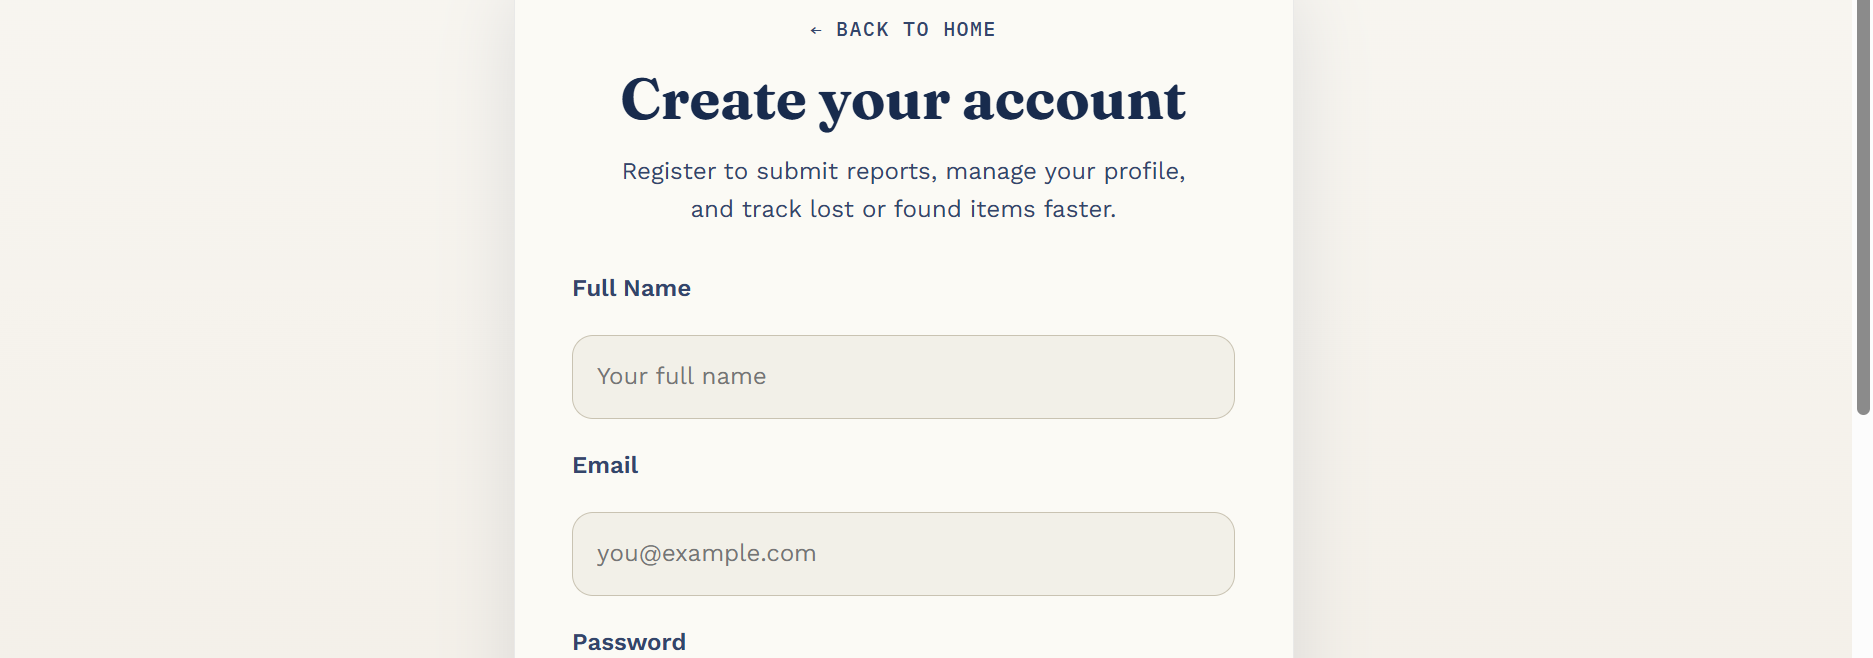 ← BACK TO HOME
Create your account
Register to submit reports, manage your profile,
and track lost or found items faster.
Full Name
Your full name
Email
you@example.com
Password